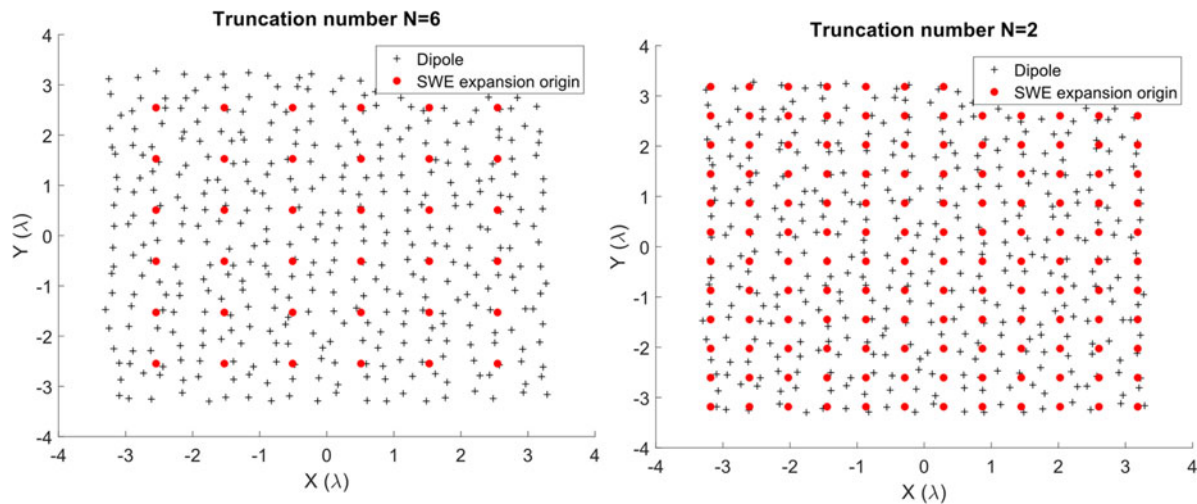 Truncation number N=6
4
3
2
1
0
-1
-2
-3
-4
Y (λ)
-4 -3 -2 -1 0 1 2 3 4
X (λ)
Dipole
SWE expansion origin
Truncation number N=2
4
3
2
1
0
-1
-2
-3
-4
Y (λ)
-4 -3 -2 -1 0 1 2 3 4
X (λ)
Dipole
SWE expansion origin